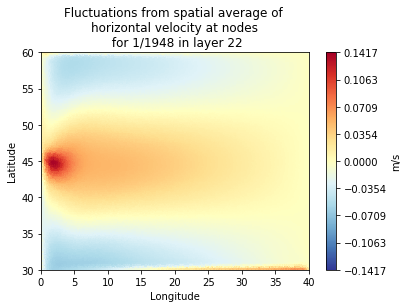 Fluctuations from spatial average of
horizontal velocity at nodes
for 1/1948 in layer 22
60
55
50
45
40
35
30
Latitude
0 5 10 15 20 25 30 35 40
Longitude
0.1417
0.1063
0.0709
0.0354
0.0000
−0.0354
−0.0709
−0.1063
−0.1417
m/s